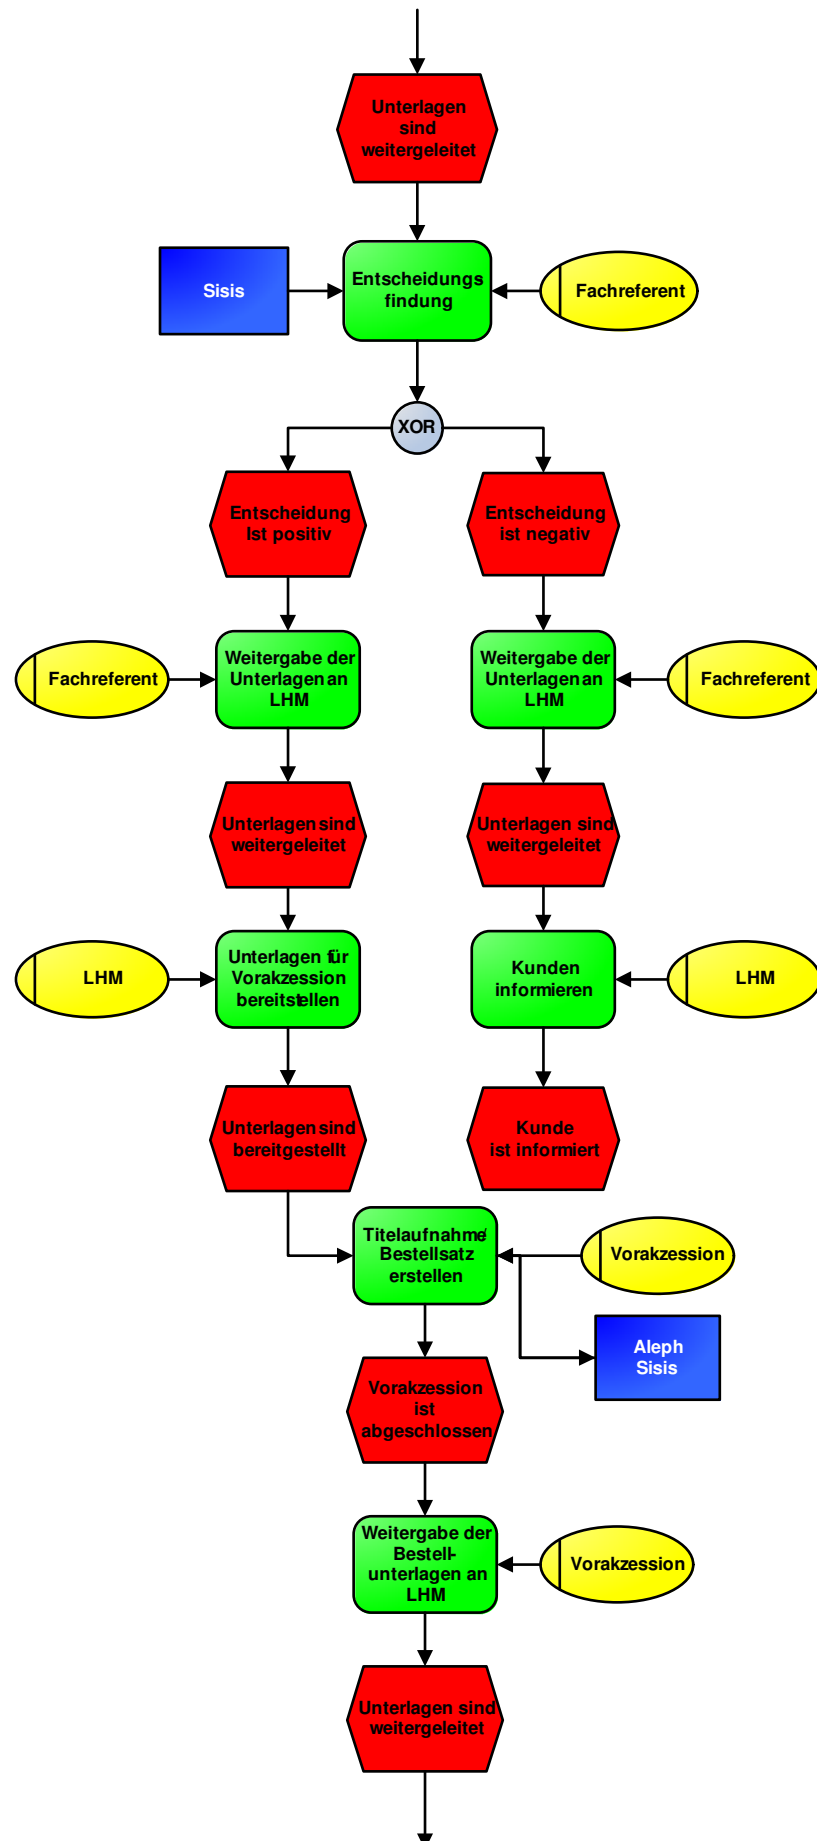 Unterlagen
sind
weitergeleitet
Sisis
Entscheidungs
findung
Fachreferent
XOR
Entscheidung
Ist positiv
Entscheidung
ist negativ
Fachreferent
Weitergabe der
Unterlagen an
LHM
Weitergabe der
Unterlagen an
LHM
Fachreferent
Unterlagen sind
weitergeleitet
Unterlagen sind
weitergeleitet
LHM
Unterlagen für
Vorakzession
bereitstellen
Kunden
informieren
LHM
Unterlagen sind
bereitgestellt
Kunde
ist informiert
Titelaufnahme/
Bestellsatz
erstellen
Vorakzession
Aleph
Sisis
Vorakzession
ist
abgeschlossen
Weitergabe der
Bestell-
unterlagen an
LHM
Vorakzession
Unterlagen sind
weitergeleitet